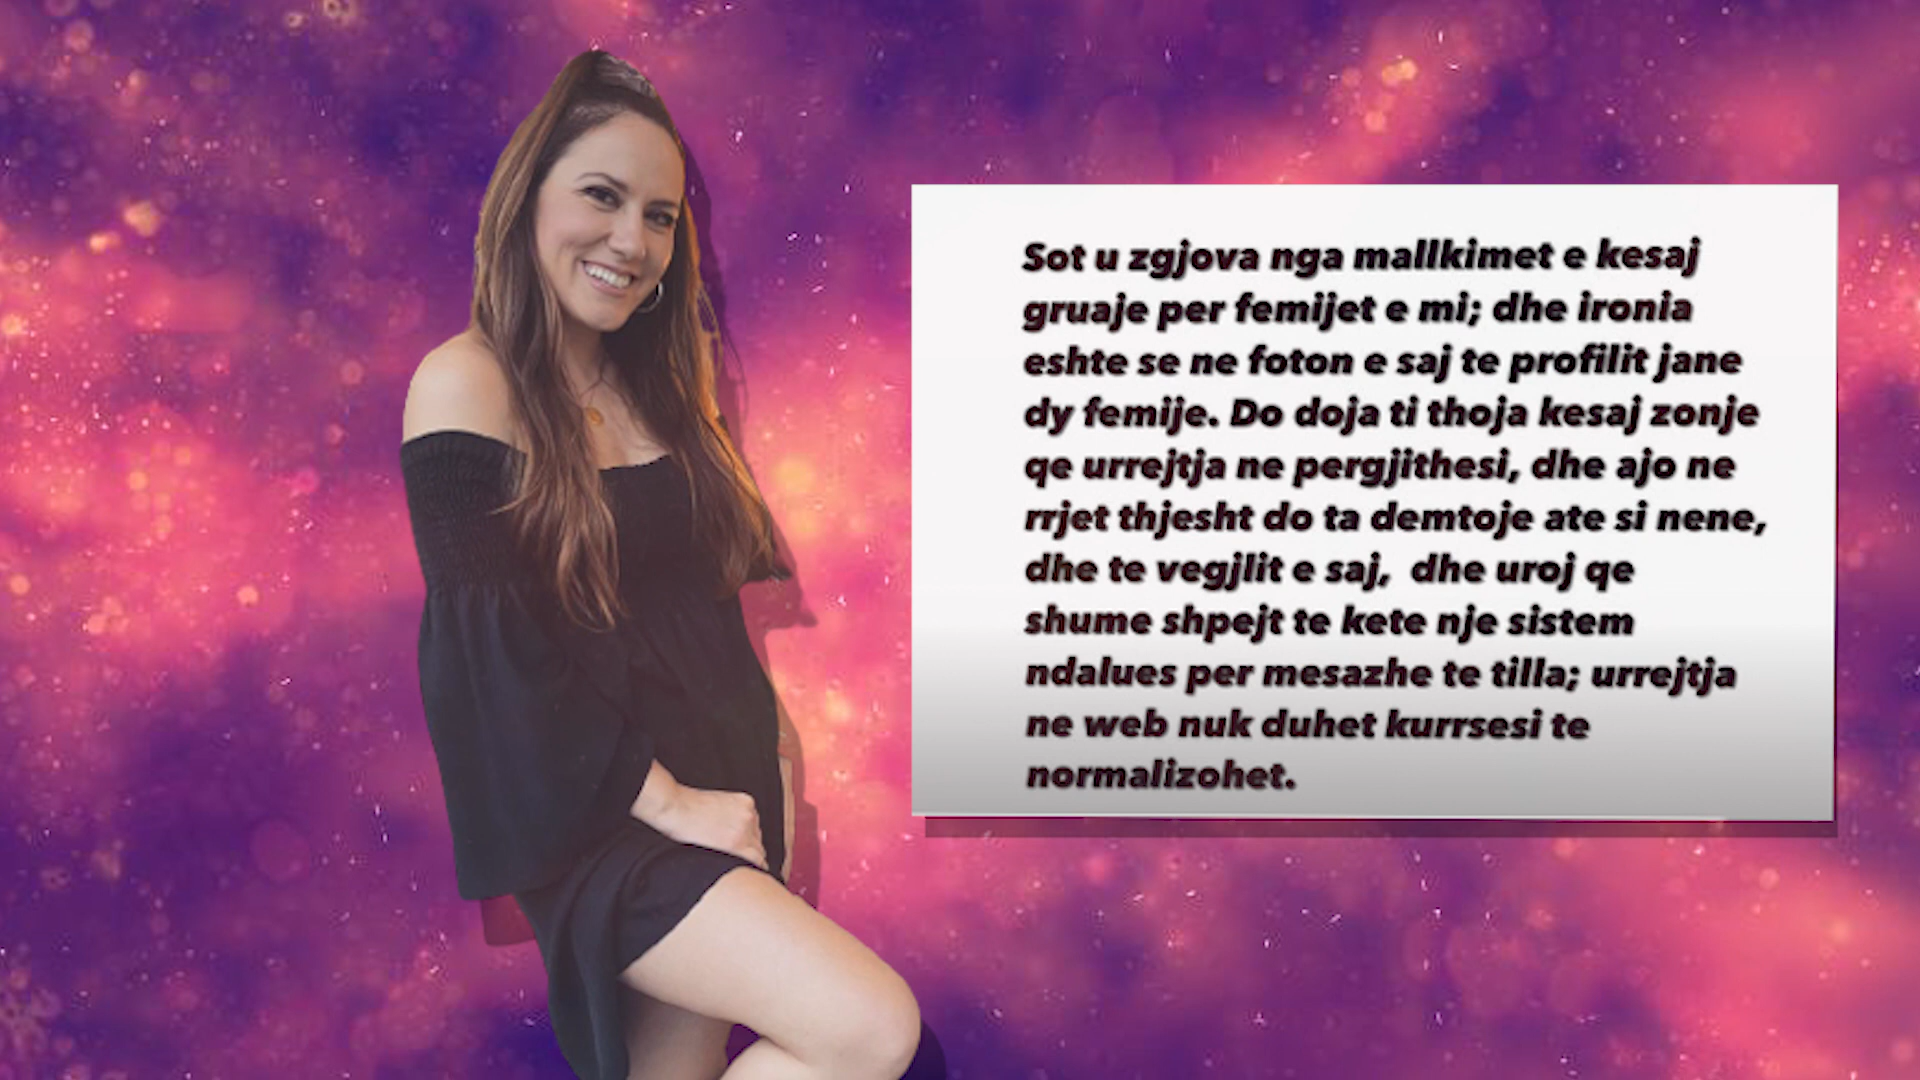 Sot u zgjova nga mallkimet e kesaj
gruaje per femijet e mi; dhe ironia
eshte se ne foton e saj te profilit jane
dy femije. Do doja ti thoja kesaj zonje
qe urrejtja ne pergjithesi, dhe ajo ne
rrjet thjesht do ta demtoje ate si nene,
dhe te vegjlit e saj, dhe uroj qe
shume shpejt te kete nje sistem
ndalues per mesazhe te tilla; urrejtja
ne web nuk duhet kurrsesi te
normalizohet.